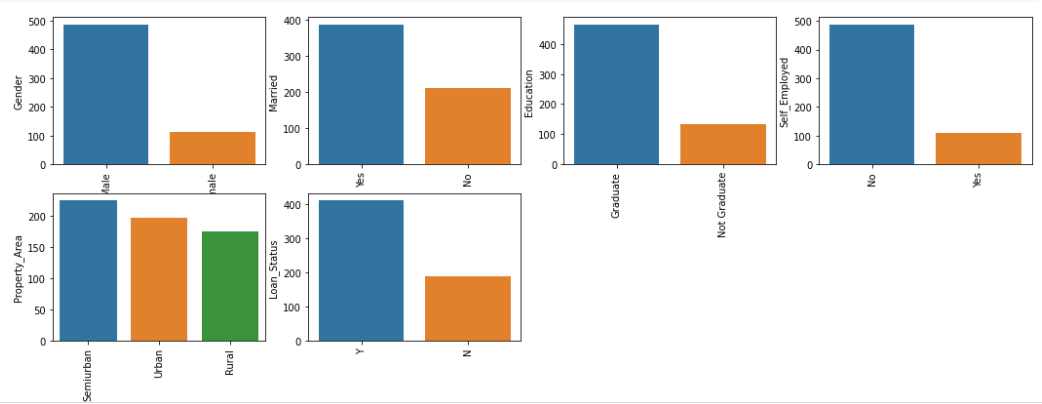 500
400
300
200
100
0
Gender
Male
male
400
300
200
100
0
Married
Yes
No
400
300
200
100
0
Education
Graduate
Not Graduate
500
400
300
200
100
0
Self_Employed
No
Yes
200
150
100
50
0
Property_Area
Semiurban
Urban
Rural
400
300
200
100
0
Loan_Status
Y
N